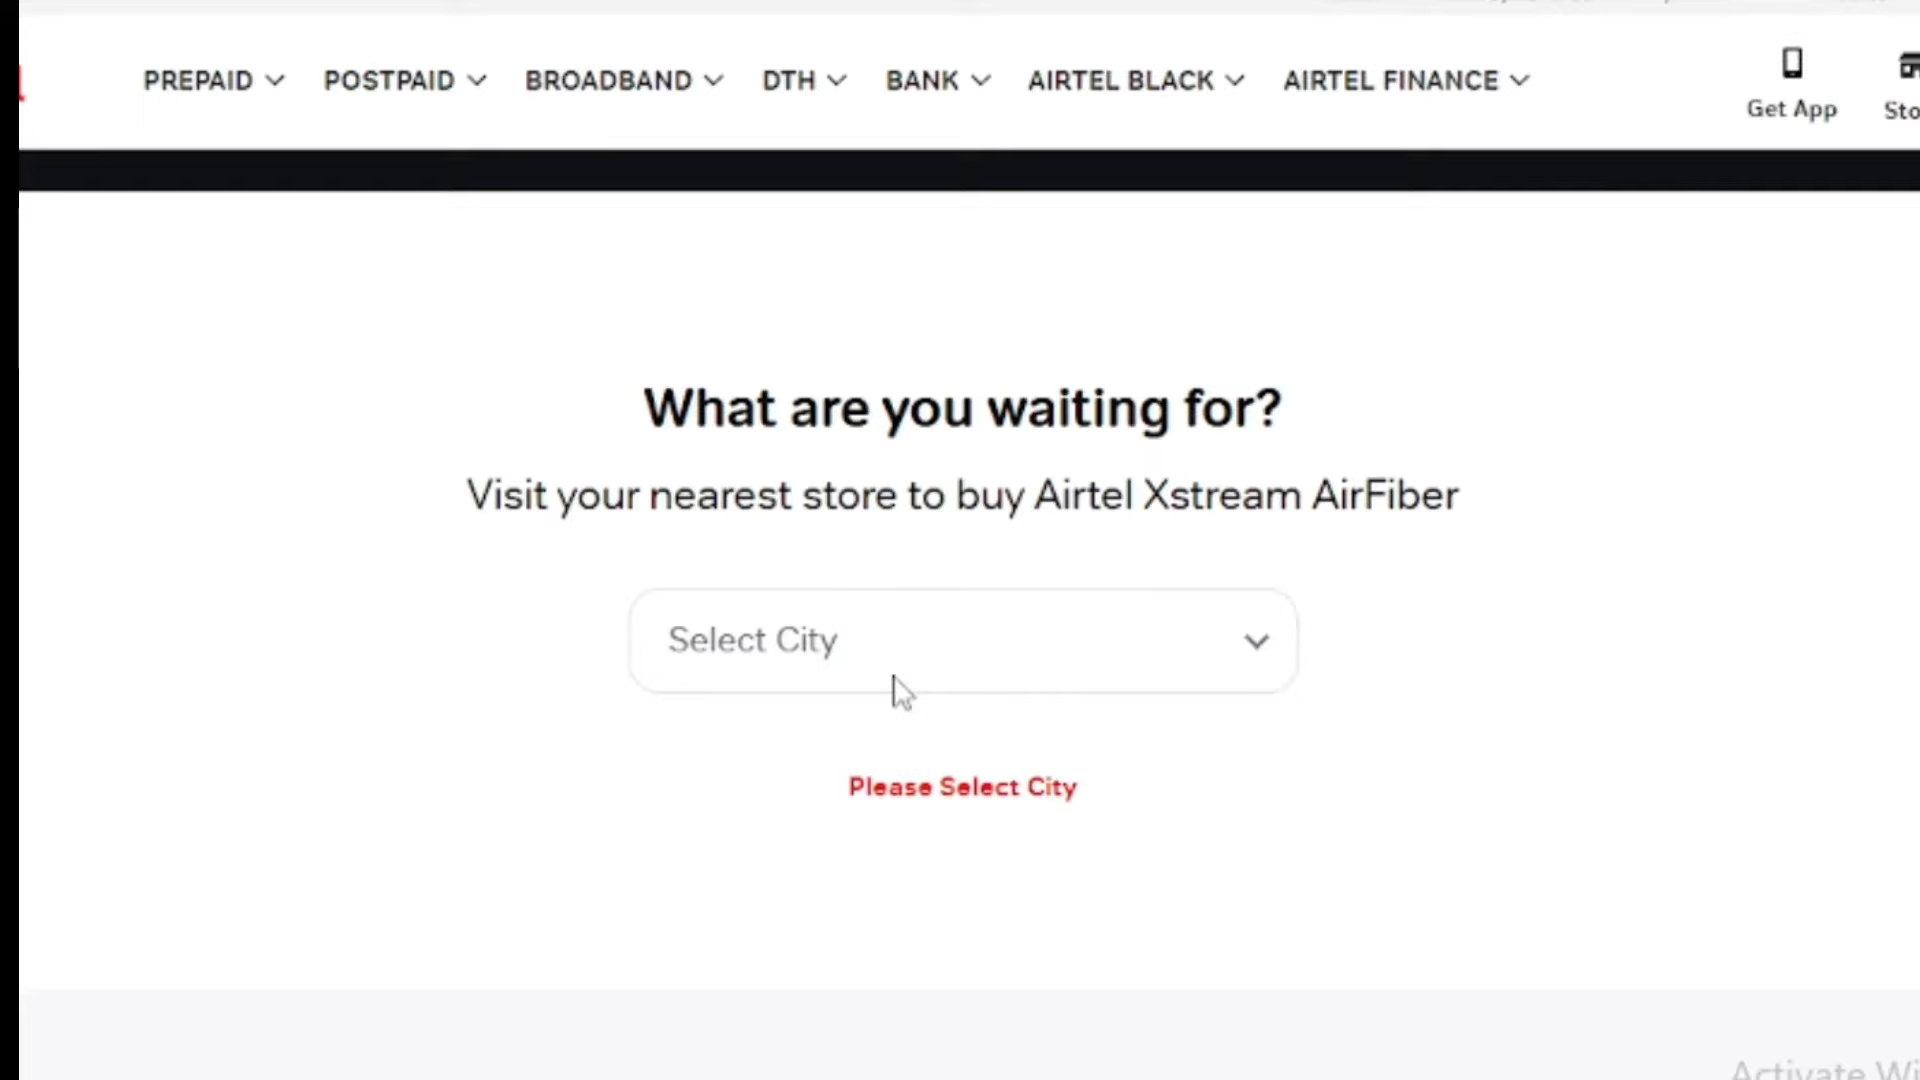 PREPAID POSTPAID BROADBAND DTH BANK AIRTEL BLACK AIRTEL FINANCE
Get App
What are you waiting for?
Visit your nearest store to buy Airtel Xstream AirFiber
Select City
Please Select City
Activate